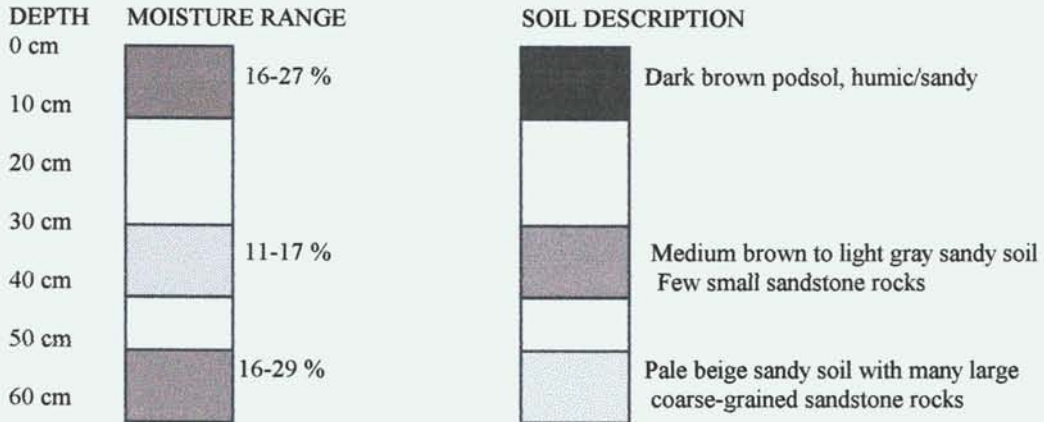 DEPTH MOISTURE RANGE SOIL DESCRIPTION
0 cm
16-27 % Dark brown podsol, humic/sandy
10 cm
20 cm
30 cm
11-17 % Medium brown to light gray sandy soil
40 cm Few small sandstone rocks
50 cm
16-29 % Pale beige sandy soil with many large
60 cm coarse-grained sandstone rocks